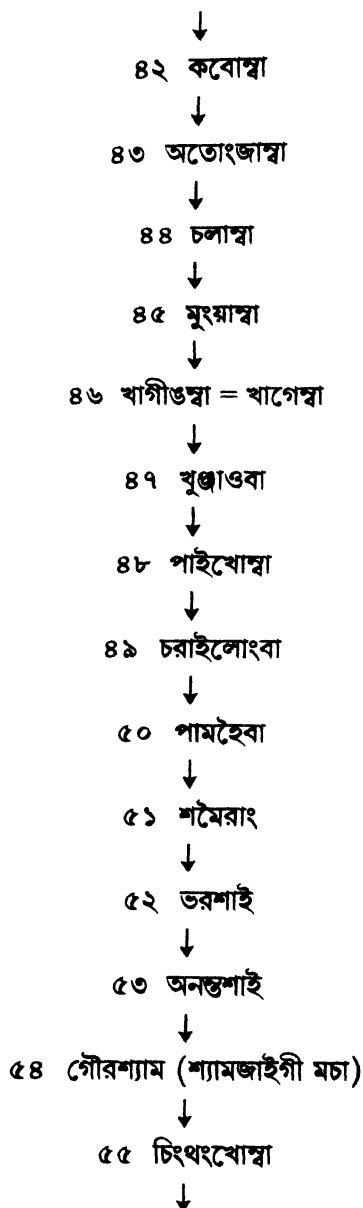 ↓
৪২ কবোম্বা
↓
৪৩ অতোংজাম্বা
↓
৪৪ চলাম্বা
↓
৪৫ মুংয়াম্বা
↓
৪৬ খাগীঙম্বা = খাগেম্বা
↓
৪৭ খুঞ্জাওবা
↓
৪৮ পাইখোম্বা
↓
৪৯ চরাইলোংবা
↓
৫০ পামহৈবা
↓
৫১ শমৈরাং
↓
৫২ ভরশাই
↓
৫৩ অনন্তশাই
↓
৫৪ গৌরশ্যাম (শ্যামজাইগী মচা)
↓
৫৫ চিংথংখোম্বা
↓